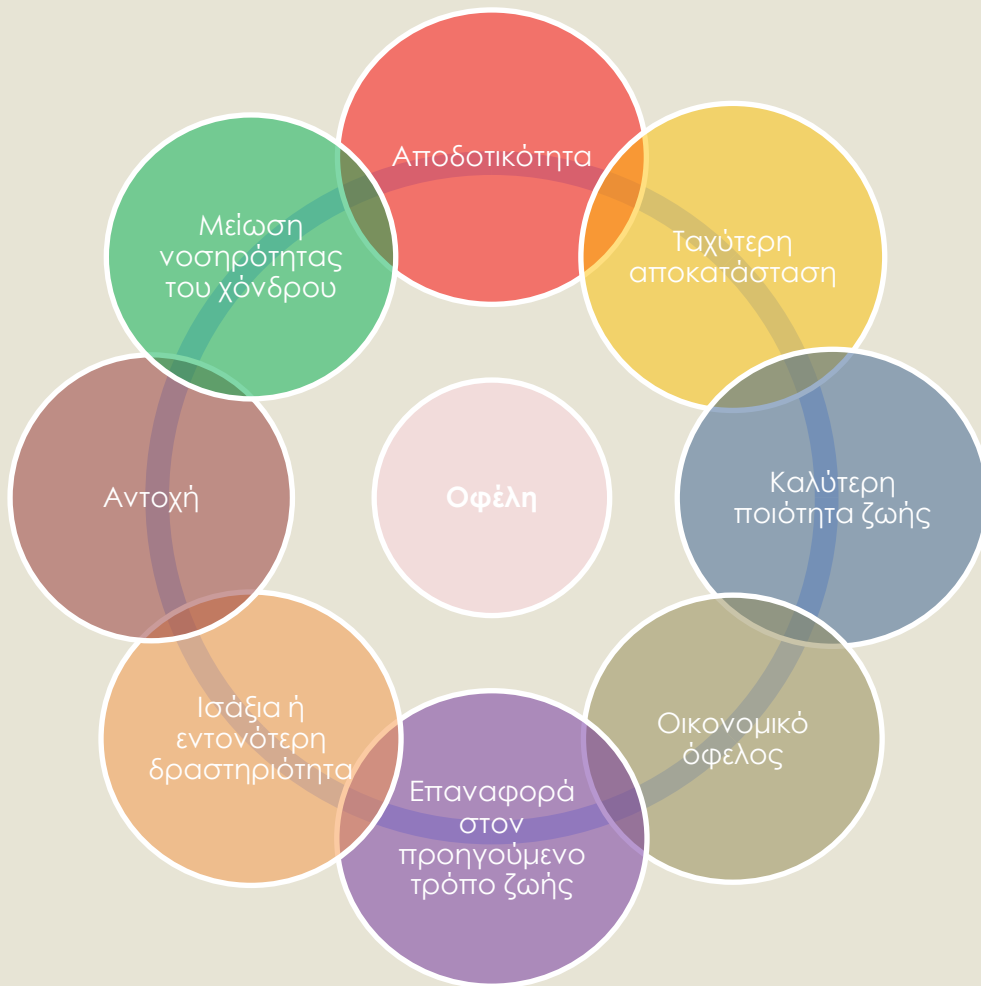 Αποδοτικότητα
Ταχύτερη
αποκατάσταση
Καλύτερη
ποιότητα ζωής
Οικονομικό
όφελος
Επαναφορά
στον
προηγούμενο
τρόπο ζωής
Ισάξια ή
εντονότερη
δραστηριότητα
Αντοχή
Μείωση
νοσηρότητας
του χόνδρου
Οφέλη